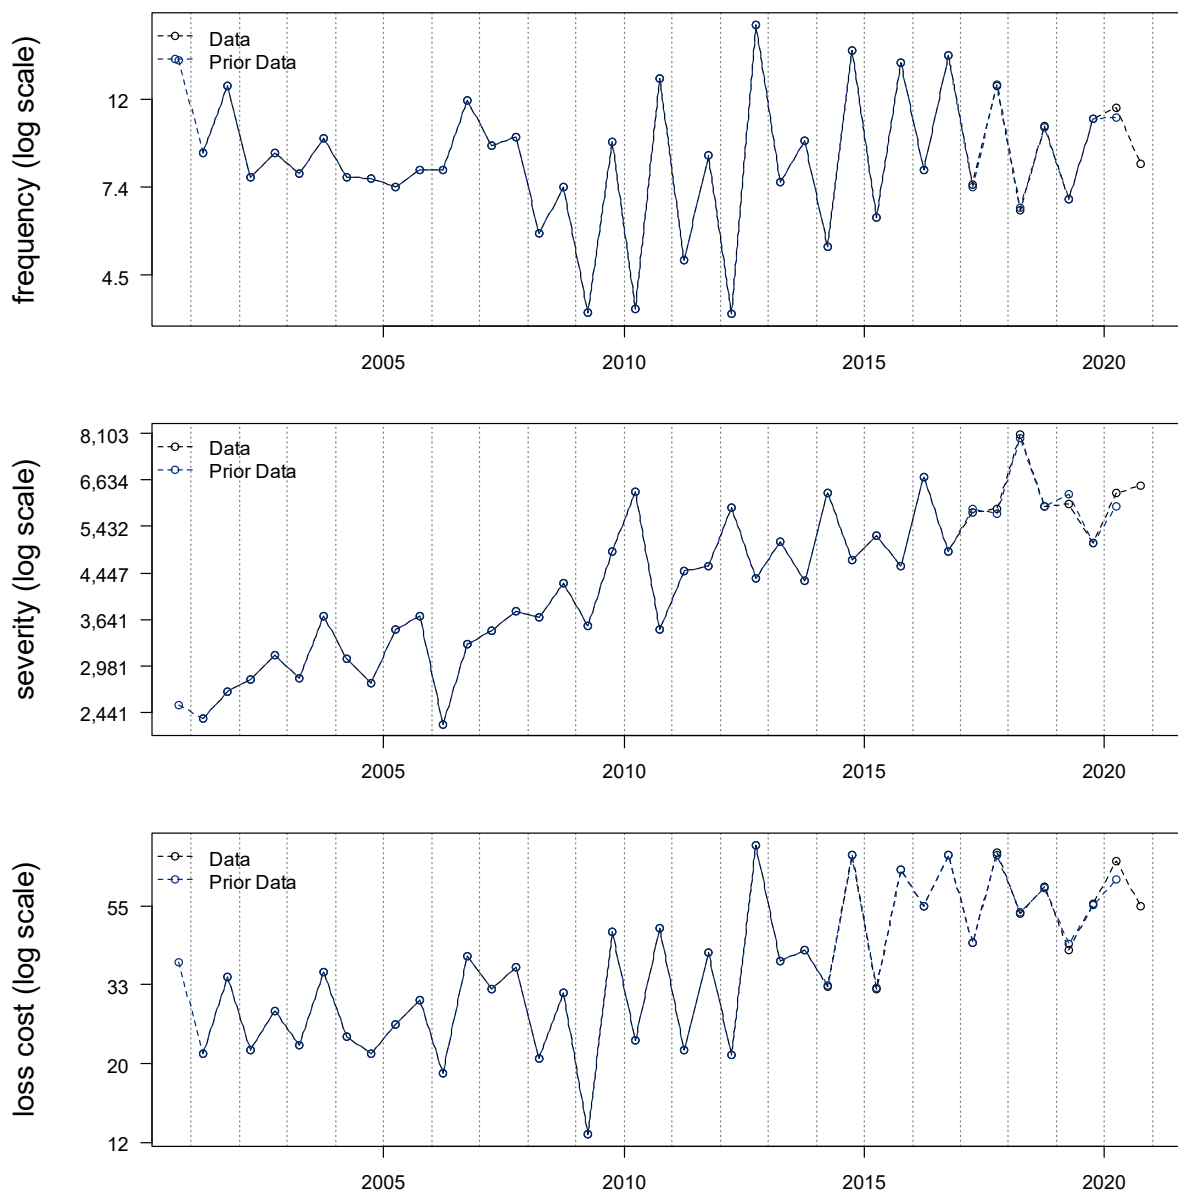 frequency (log scale)
Data
Prior Data
12
7.4
4.5
2005 2010 2015 2020
severity (log scale)
Data
Prior Data
8,103
6,634
5,432
4,447
3,641
2,981
2,441
2005 2010 2015 2020
loss cost (log scale)
Data
Prior Data
55
33
20
12
2005 2010 2015 2020